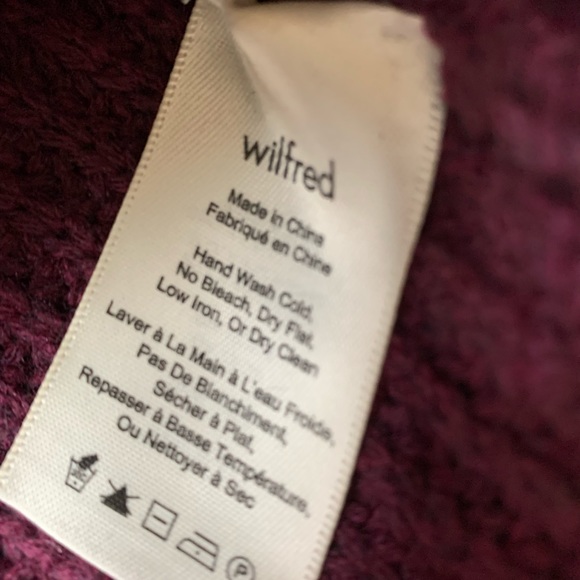 wilfred
Made in China
Fabriqué en Chine
Hand Wash Cold,
No Bleach, Dry Flat,
Low Iron, Or Dry Clean
Laver à La Main à L'eau Froide,
Pas De Blanchiment,
Sécher à Plat,
Repasser à Basse Température,
Ou Nettoyer à Sec
P